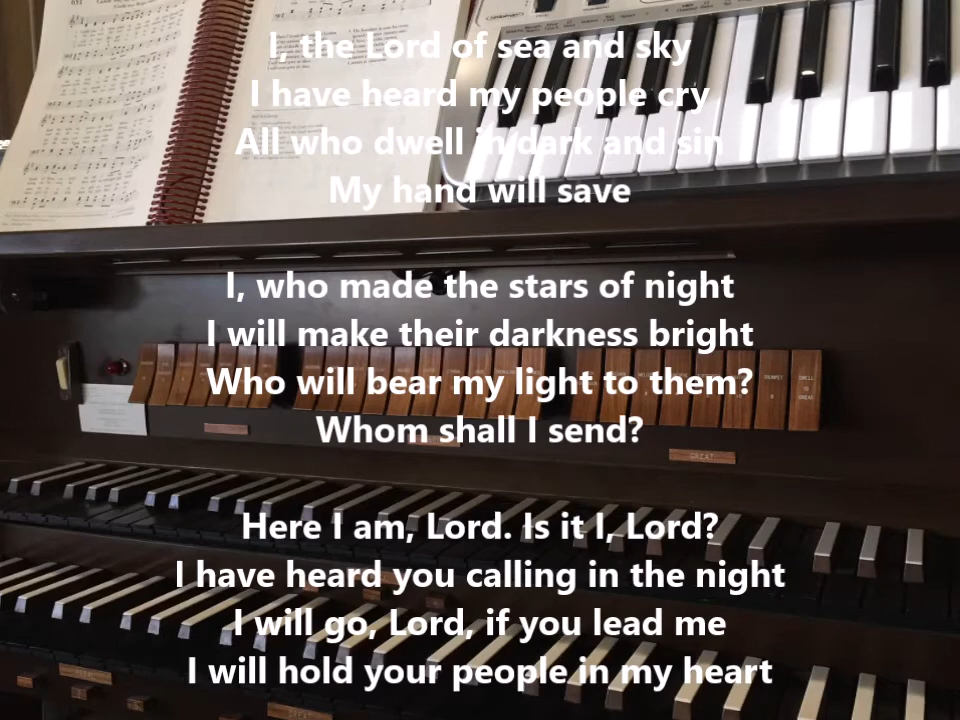 I, the Lord of sea and sky
I have heard my people cry
All who dwell in dark and sin
My hand will save
I, who made the stars of night
I will make their darkness bright
Who will bear my light to them?
Whom shall I send?
GREAT
Here I am, Lord. Is it I, Lord?
I have heard you calling in the night
I will go, Lord, if you lead me
I will hold your people in my heart